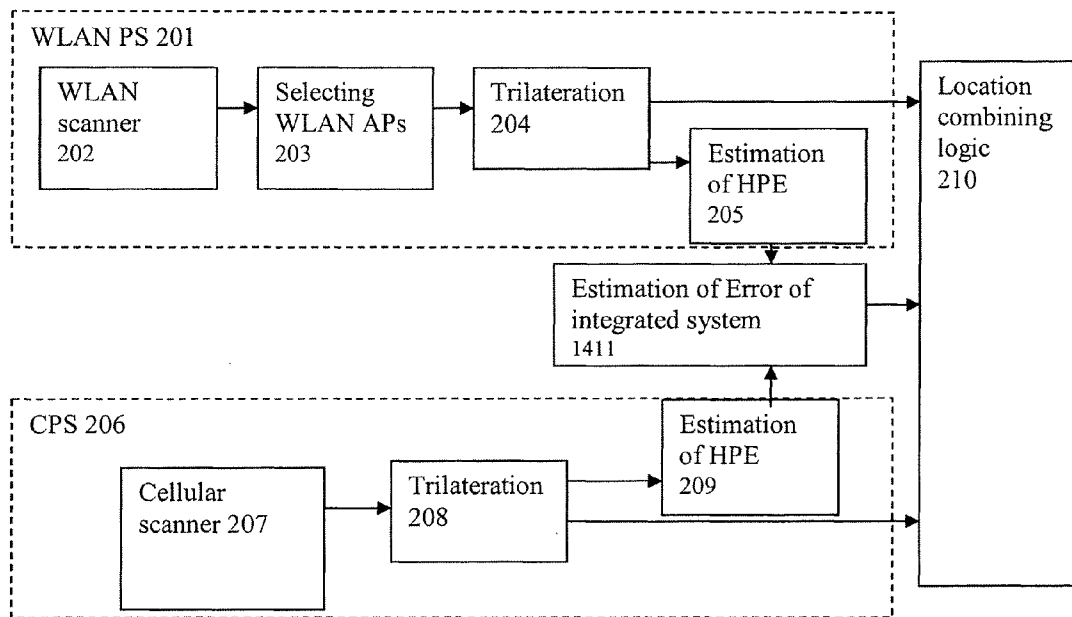 WLAN PS 201
WLAN
scanner
202
Selecting
WLAN APs
203
Trilateration
204
Estimation
of HPE
205
Location
combining
logic
210
Estimation of Error of
integrated system
1411
CPS 206
Cellular
scanner 207
Trilateration
208
Estimation
of HPE
209